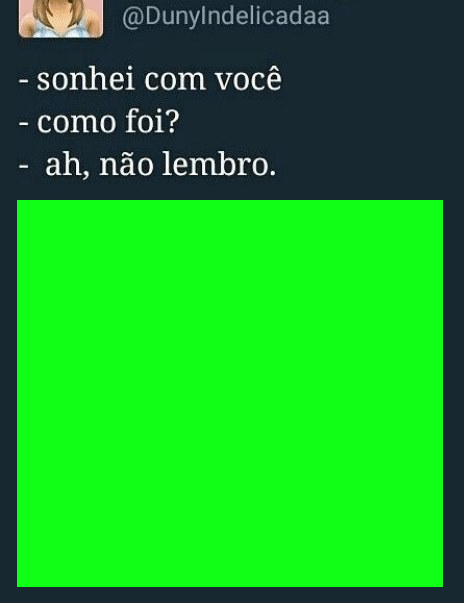 @DunyIndelicadaa
- sonhei com você
- como foi?
- ah, não lembro.